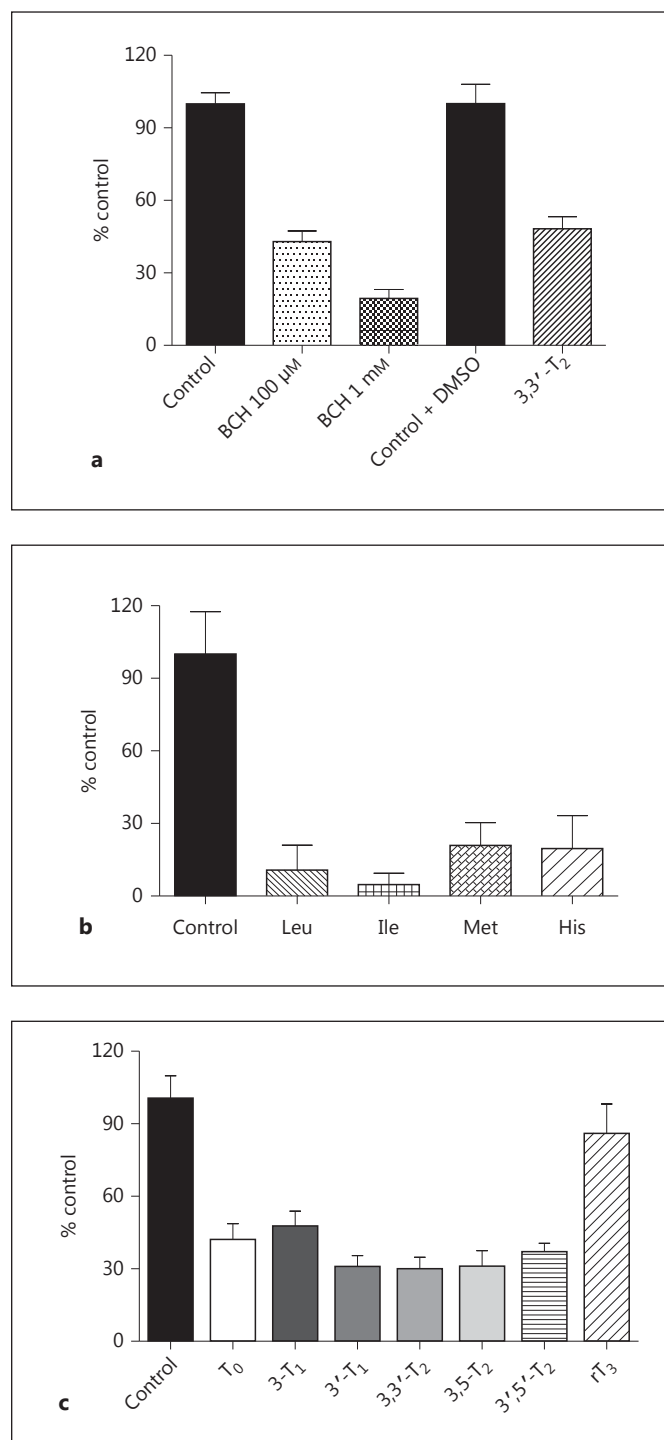 120
90
60
30
0
% control
Control
BCH 100 µM
BCH 1 mM
Control + DMSO
3,3′-T₂
a
120
90
60
30
0
% control
Control Leu Ile Met His
b
120
90
60
30
0
% control
Control
T₀
3-T₁
3′-T₁
3,3′-T₂
3,5-T₂
3′,5′-T₂
rT₃
c